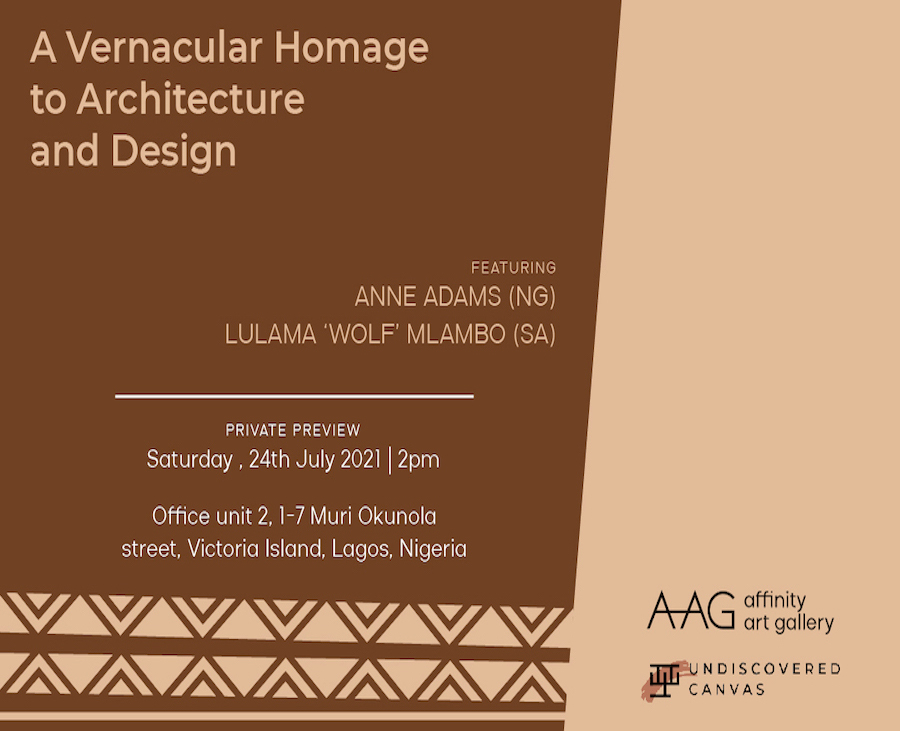 A Vernacular Homage
to Architecture
and Design
FEATURING
ANNE ADAMS (NG)
LULAMA ‘WOLF’ MLAMBO (SA)
PRIVATE PREVIEW
Saturday , 24th July 2021 | 2pm
Office unit 2, 1-7 Muri Okunola
street, Victoria Island, Lagos, Nigeria
AAG affinity
art gallery
UNDISCOVERED
CANVAS